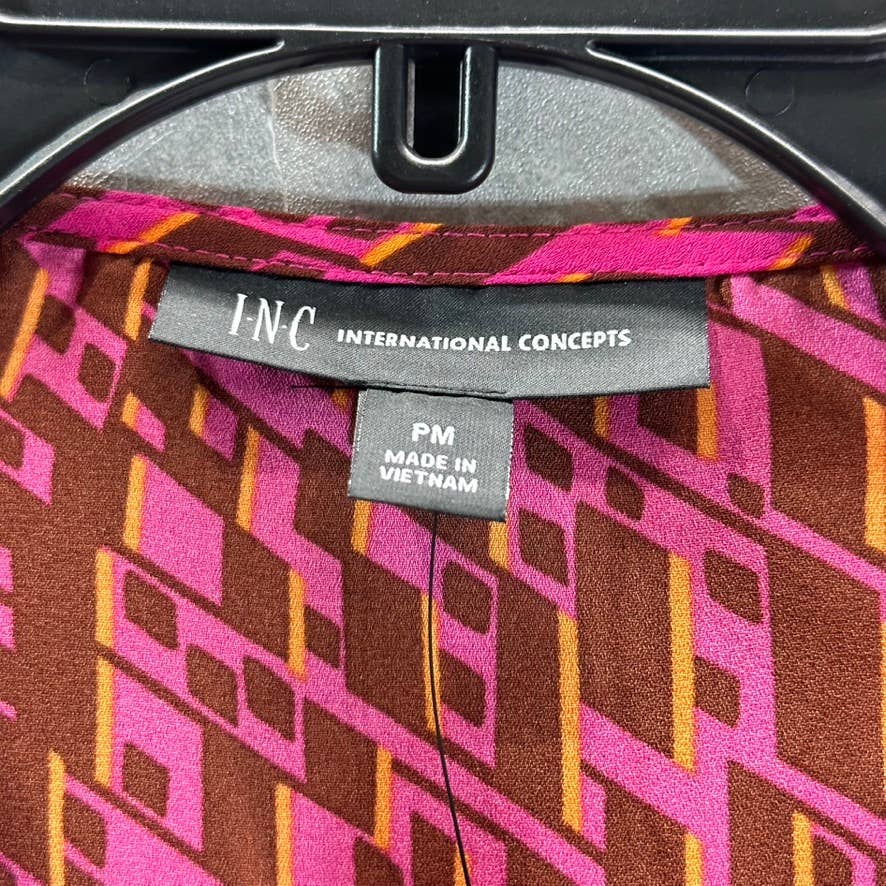 I·N·C INTERNATIONAL CONCEPTS
PM
MADE IN
VIETNAM